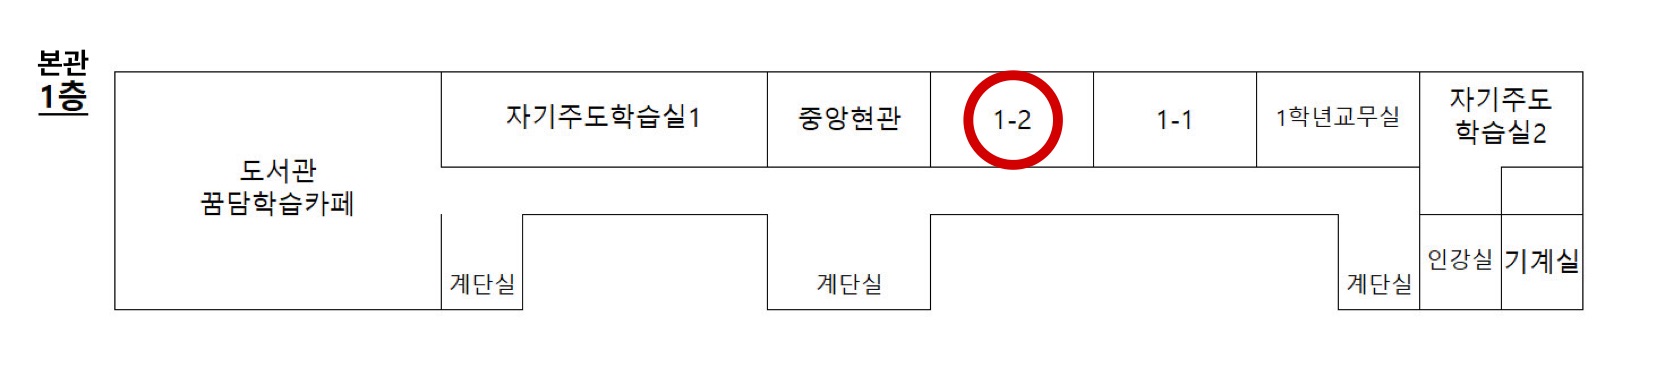 본관
1층
자기주도학습실1
중앙현관
1-2
1-1
1학년교무실
자기주도
학습실2
도서관
꿈담학습카페
계단실
계단실
계단실
인강실
기계실